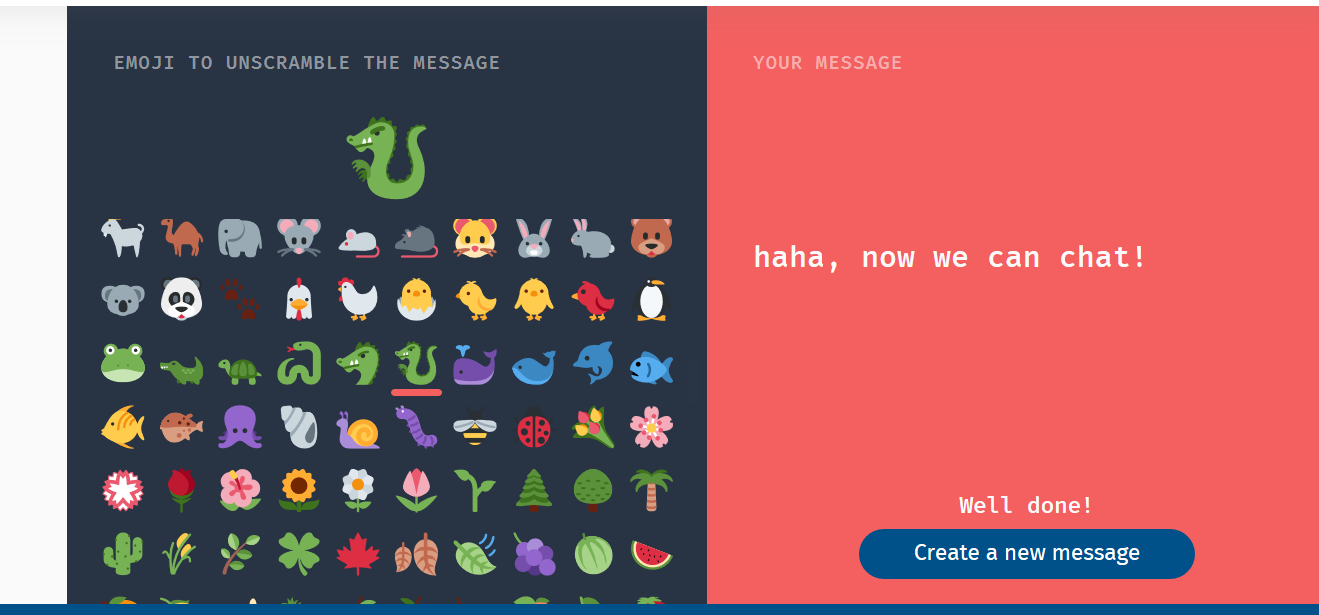 EMOJI TO UNSCRAMBLE THE MESSAGE
YOUR MESSAGE
haha, now we can chat!
Well done!
Create a new message